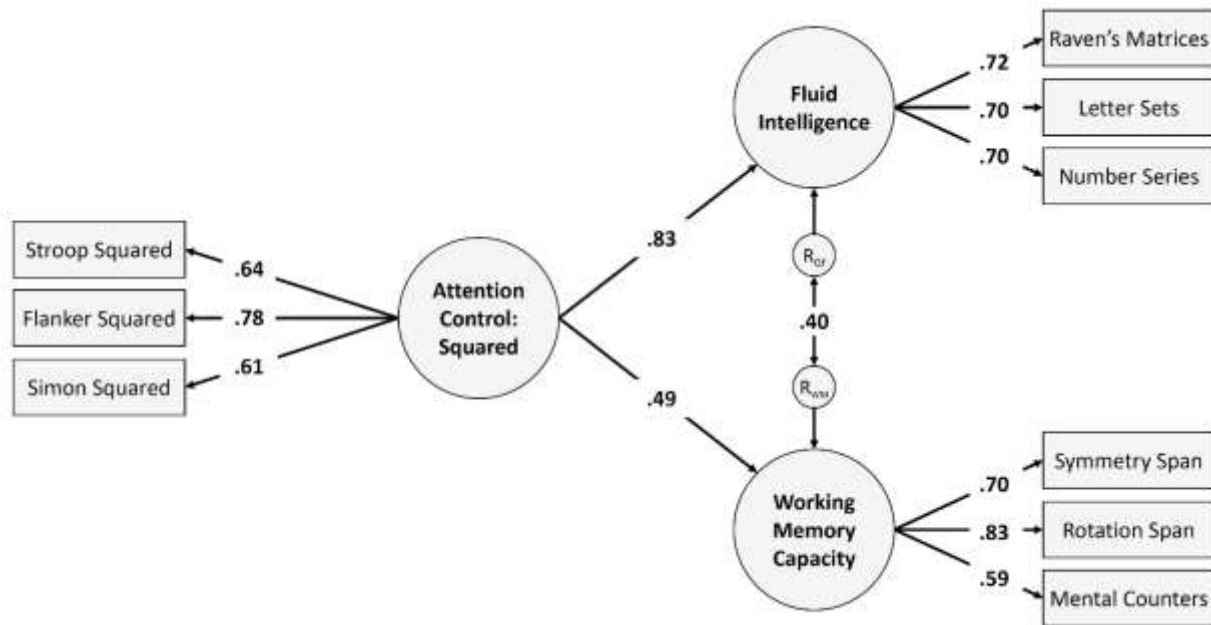 Raven's Matrices
.72
Fluid
Intelligence
.70
Letter Sets
.70
Number Series
Stroop Squared
.64
.83
R_Gf
Flanker Squared
.78
Attention
Control:
Squared
.40
Simon Squared
.61
.49
R_WM
Symmetry Span
.70
Working
Memory
Capacity
.83
Rotation Span
.59
Mental Counters